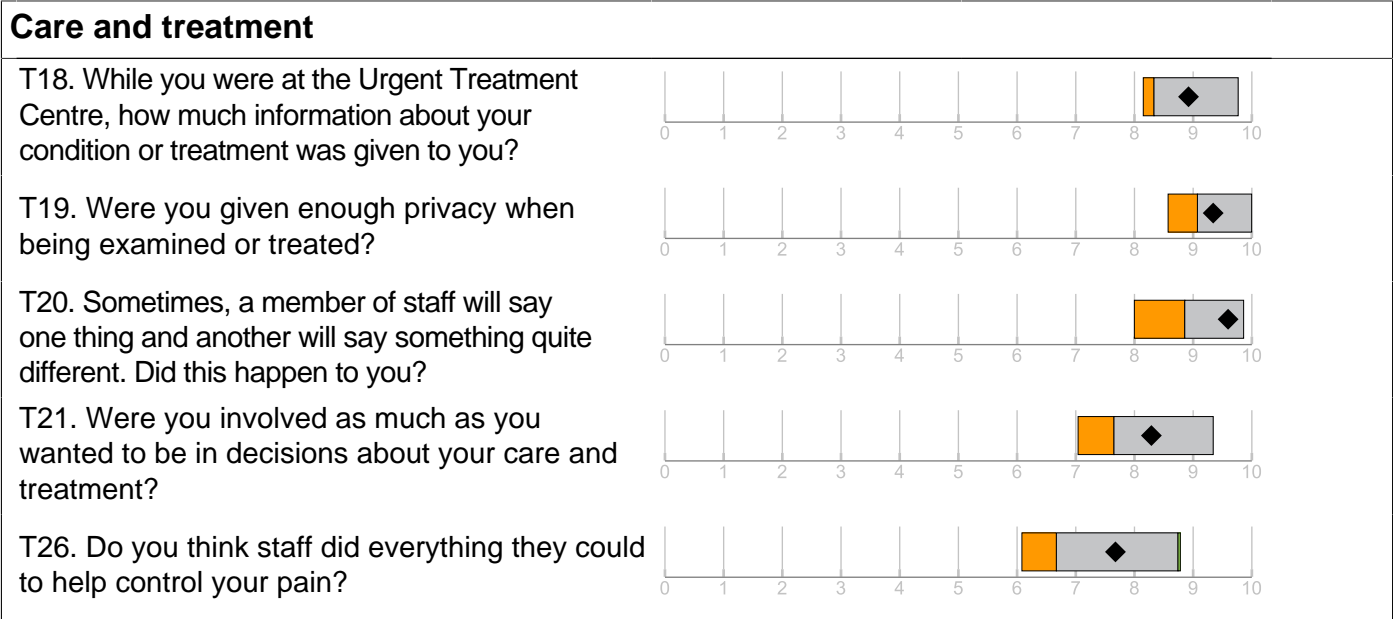 Care and treatment
T18. While you were at the Urgent Treatment
Centre, how much information about your
condition or treatment was given to you?
0 1 2 3 4 5 6 7 8 9 10
T19. Were you given enough privacy when
being examined or treated?
0 1 2 3 4 5 6 7 8 9 10
T20. Sometimes, a member of staff will say
one thing and another will say something quite
different. Did this happen to you?
0 1 2 3 4 5 6 7 8 9 10
T21. Were you involved as much as you
wanted to be in decisions about your care and
treatment?
0 1 2 3 4 5 6 7 8 9 10
T26. Do you think staff did everything they could
to help control your pain?
0 1 2 3 4 5 6 7 8 9 10